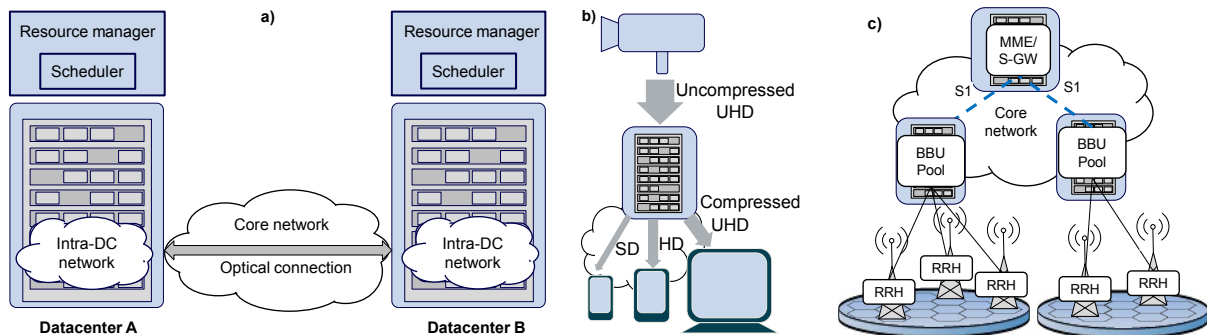 a)
Resource manager
Scheduler
Intra-DC
network
Datacenter A
Core network
Optical connection
Resource manager
Scheduler
Intra-DC
network
Datacenter B
b)
Uncompressed
UHD
Compressed
UHD
SD
HD
c)
MME/
S-GW
S1
S1
Core
network
BBU
Pool
BBU
Pool
RRH
RRH
RRH
RRH
RRH